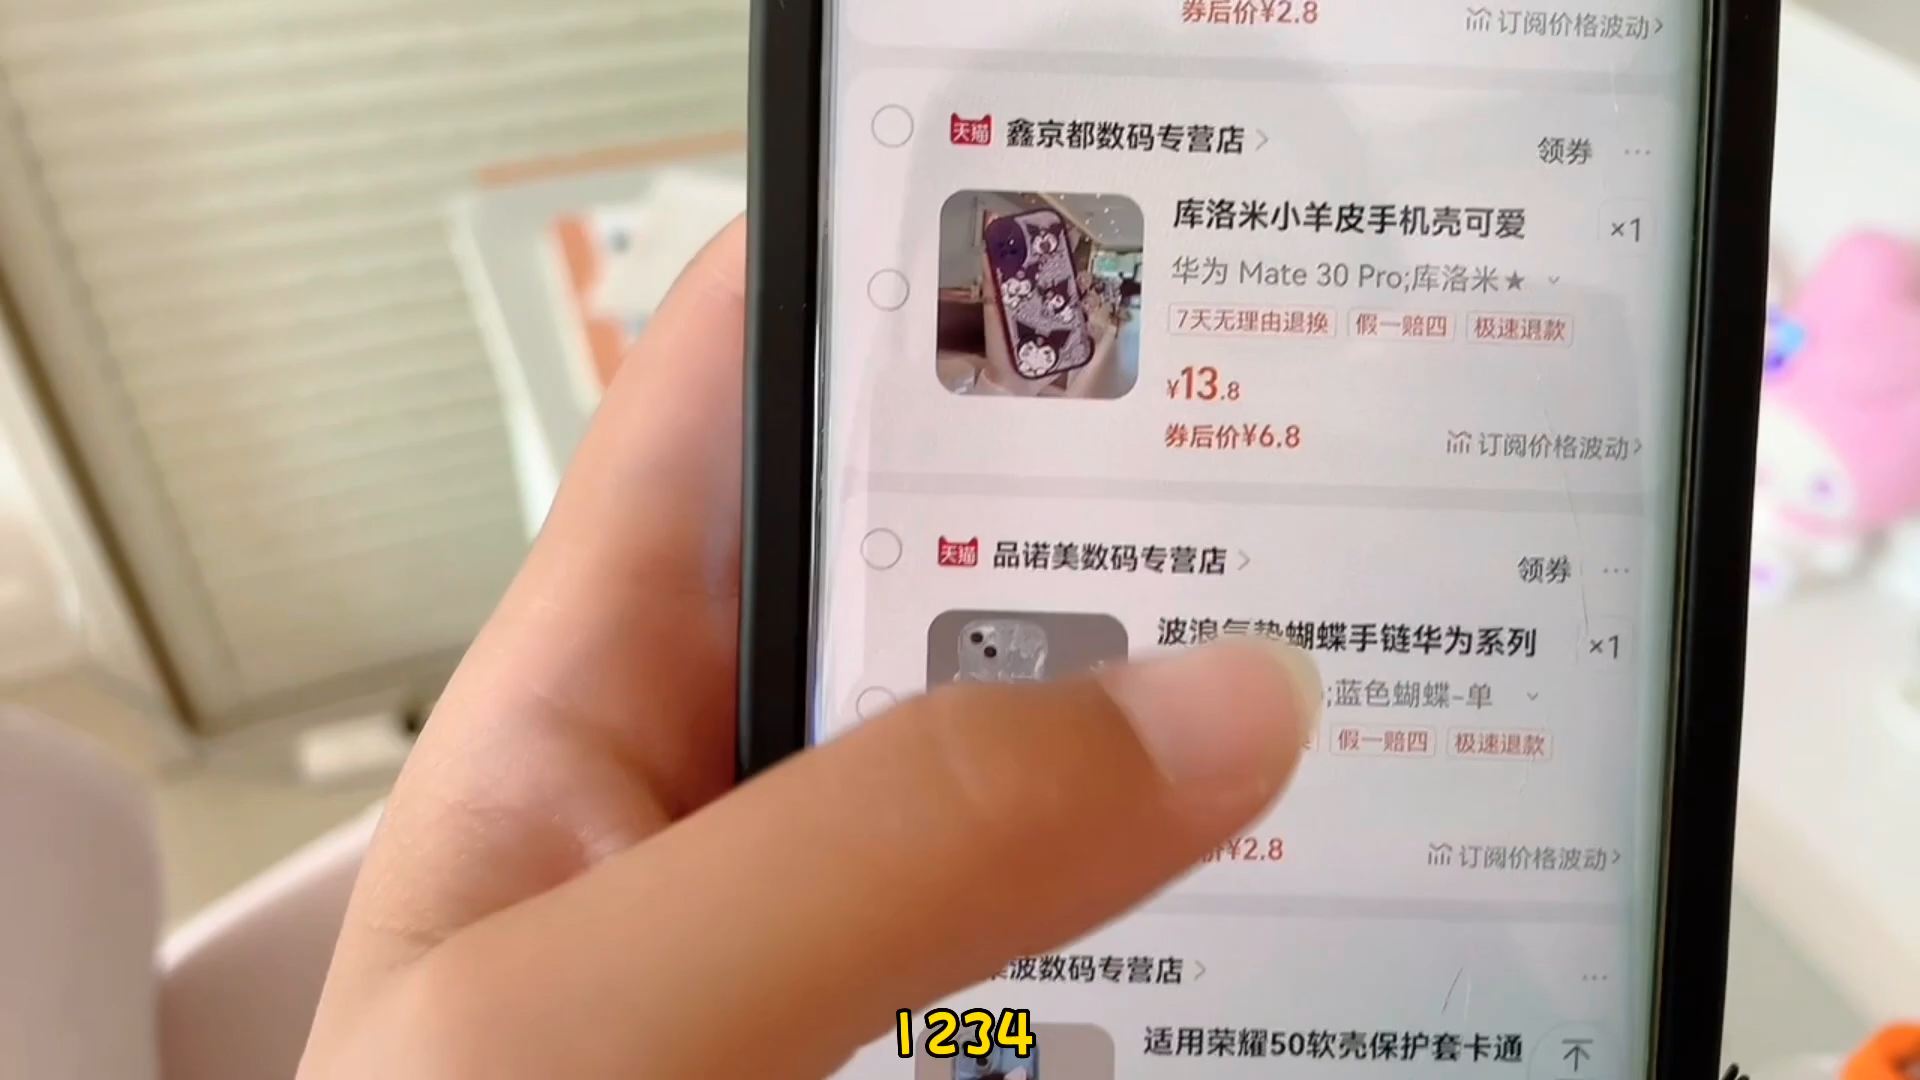 券后价¥2.8
订阅价格波动>
天猫 鑫京都数码专营店 >
领券 ...
库洛米小羊皮手机壳可爱
×1
华为 Mate 30 Pro;库洛米★
7天无理由退换 假一赔四 极速退款
¥13.8
券后价¥6.8
订阅价格波动>
天猫 品诺美数码专营店 >
领券 ...
波浪气垫蝴蝶手链华为系列
×1
;蓝色蝴蝶-单
假一赔四 极速退款
价¥2.8
订阅价格波动>
波数码专营店 >
...
1234
适用荣耀50软壳保护套卡通